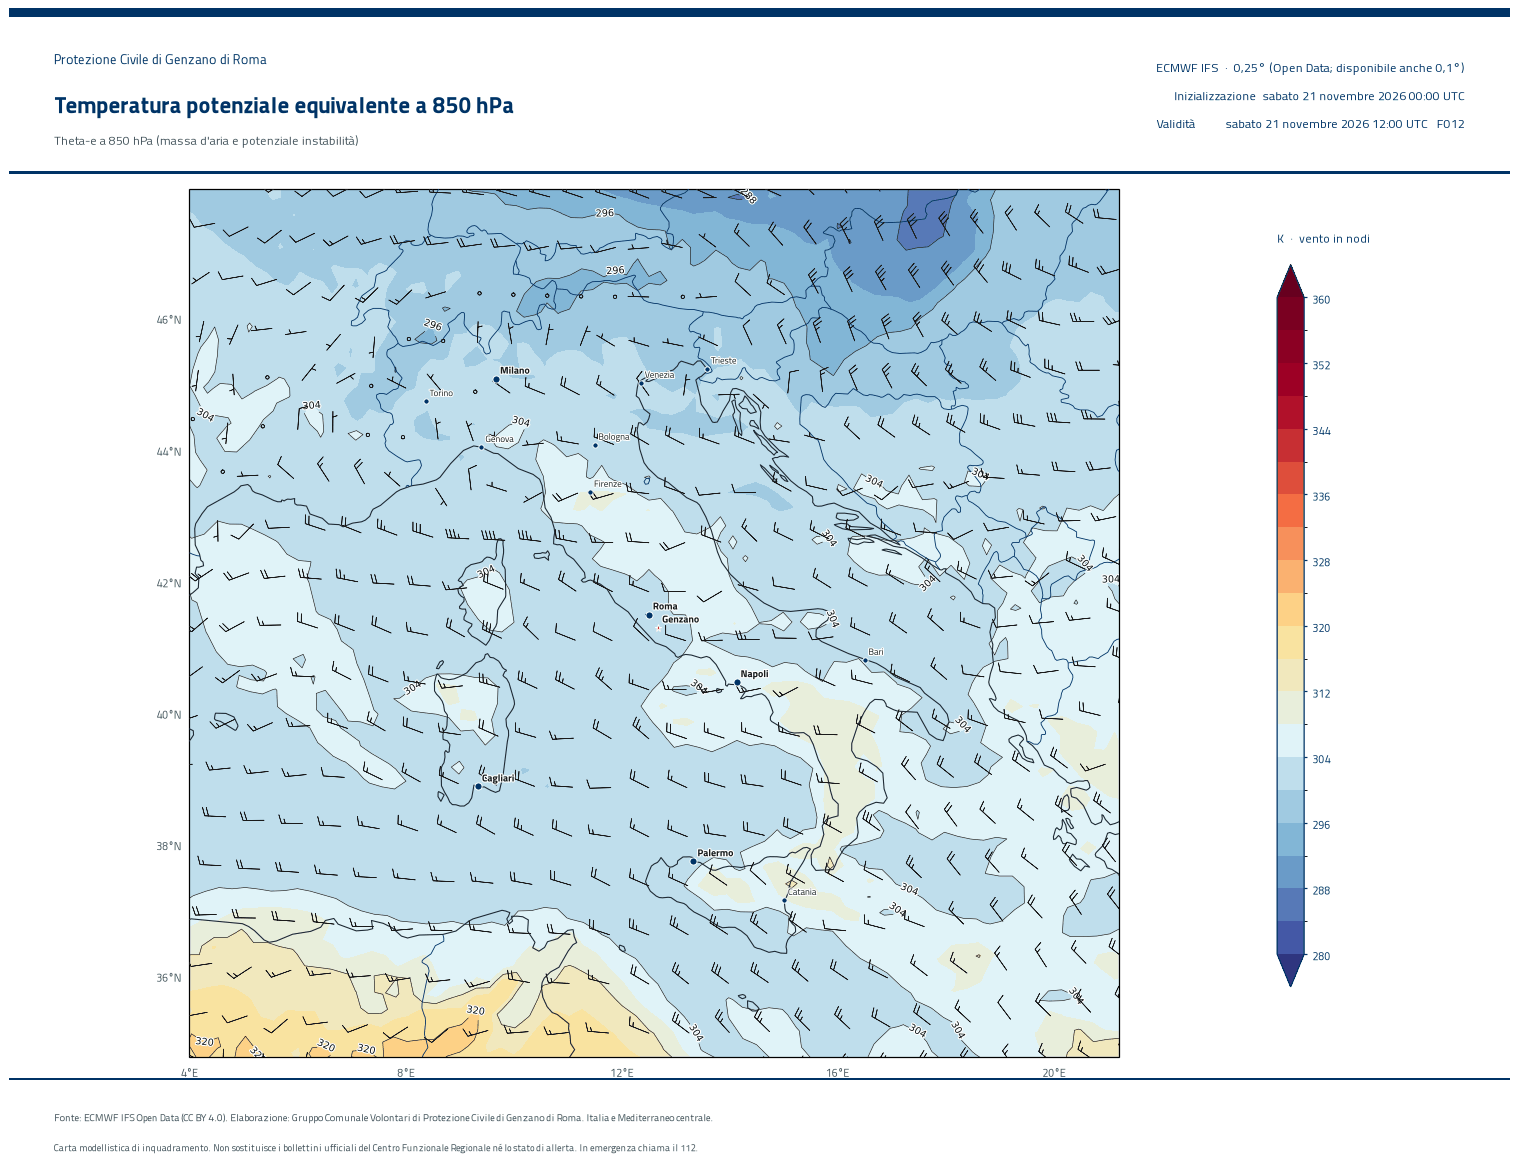 Protezione Civile di Genzano di Roma
Temperatura potenziale equivalente a 850 hPa
Theta-e a 850 hPa (massa d'aria e potenziale instabilità)
ECMWF IFS · 0,25° (Open Data; disponibile anche 0,1°)
Inizializzazione sabato 21 novembre 2026 00:00 UTC
Validità sabato 21 novembre 2026 12:00 UTC F012
K · vento in nodi
360
352
344
336
328
320
312
304
296
288
280
46°N
44°N
42°N
40°N
38°N
36°N
4°E
8°E
12°E
16°E
20°E
288
296
296
296
Trieste
Venezia
Milano
Torino
304
304
304
Genova
Bologna
Firenze
304
304
304
304
304
304
304
Roma
Genzano
304
Bari
304
304
Napoli
304
Cagliari
Palermo
Catania
304
304
304
320
304
304
304
320
32
320
320
Fonte: ECMWF IFS Open Data (CC BY 4.0). Elaborazione: Gruppo Comunale Volontari di Protezione Civile di Genzano di Roma. Italia e Mediterraneo centrale.
Carta modellistica di inquadramento. Non sostituisce i bollettini ufficiali del Centro Funzionale Regionale né lo stato di allerta. In emergenza chiama il 112.